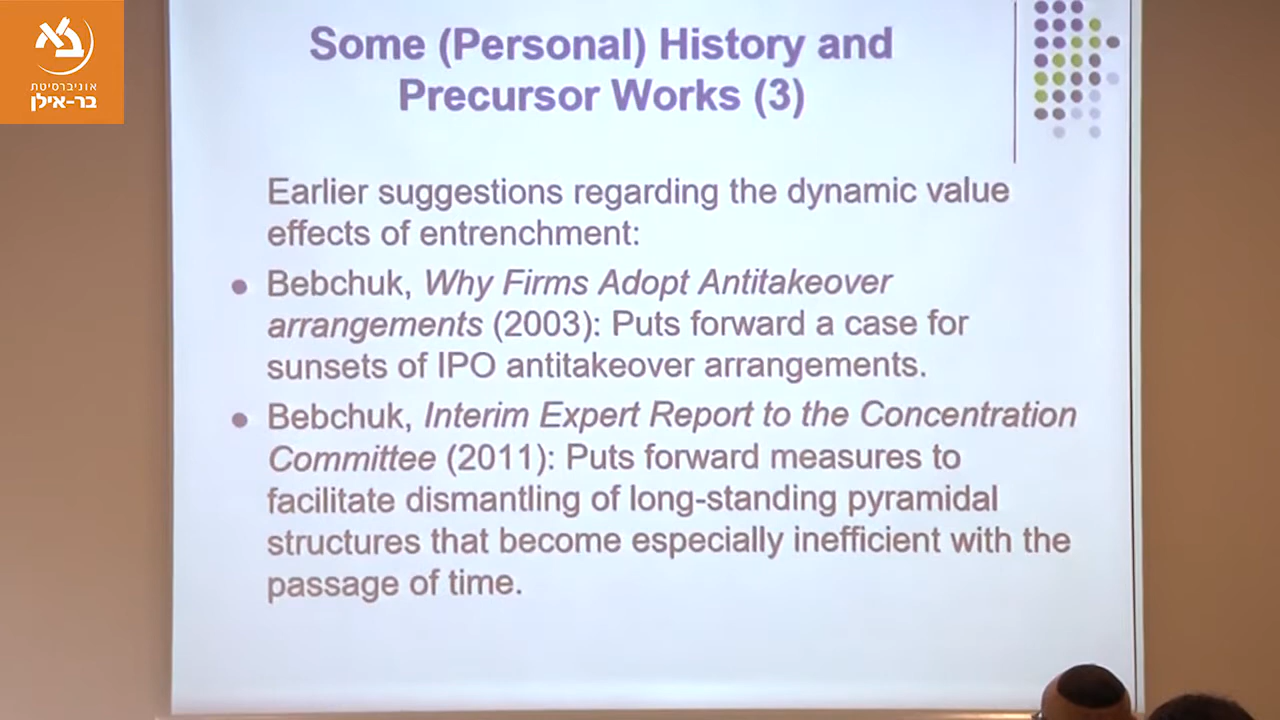 אוניברסיטת
בר-אילן
Some (Personal) History and
Precursor Works (3)
Earlier suggestions regarding the dynamic value
effects of entrenchment:
• Bebchuk, Why Firms Adopt Antitakeover
arrangements (2003): Puts forward a case for
sunsets of IPO antitakeover arrangements.
• Bebchuk, Interim Expert Report to the Concentration
Committee (2011): Puts forward measures to
facilitate dismantling of long-standing pyramidal
structures that become especially inefficient with the
passage of time.